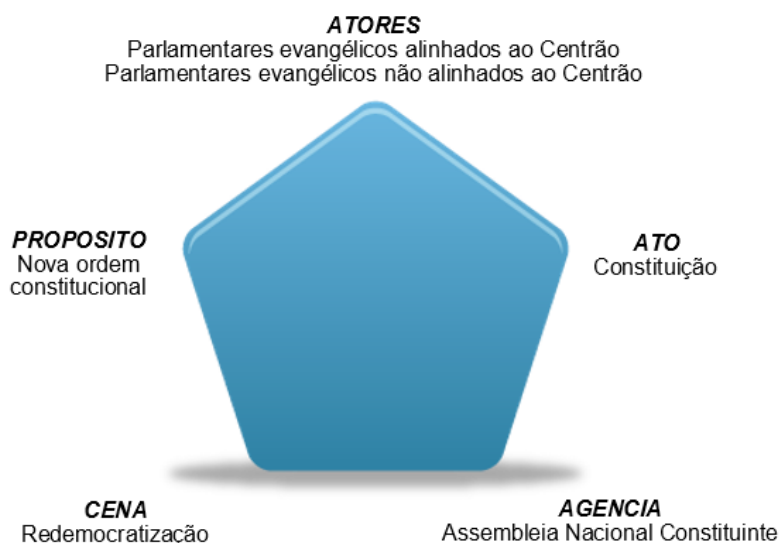 ATORES
Parlamentares evangélicos alinhados ao Centrão
Parlamentares evangélicos não alinhados ao Centrão
PROPOSITO
Nova ordem
constitucional
ATO
Constituição
CENA
Redemocratização
AGENCIA
Assembleia Nacional Constituinte